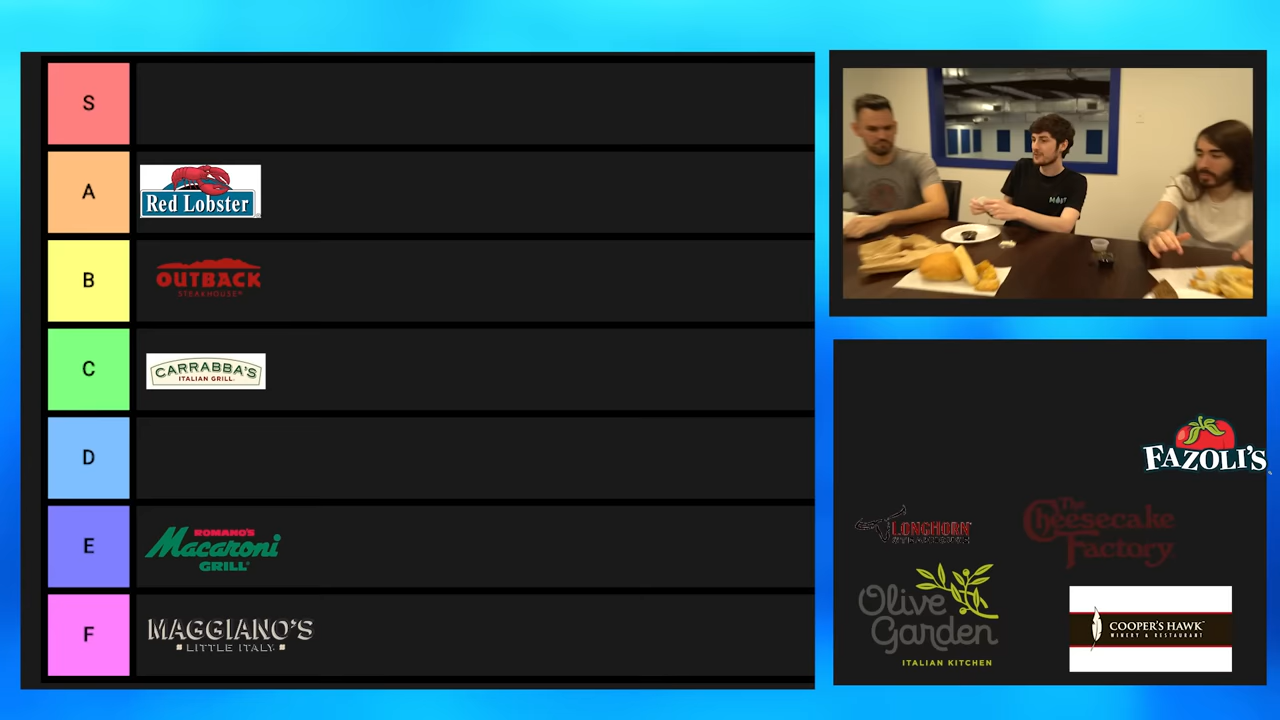 S
A
Red Lobster
B
OUTBACK
STEAKHOUSE®
C
CARRABBA'S
ITALIAN GRILL
D
E
ROMANO'S
Macaroni
GRILL
F
MAGGIANO'S
LITTLE ITALY
FAZOLI'S
LONGHORN
The
Cheesecake
Factory
Olive
Garden
ITALIAN KITCHEN
COOPER'S HAWK
WINERY & RESTAURANT